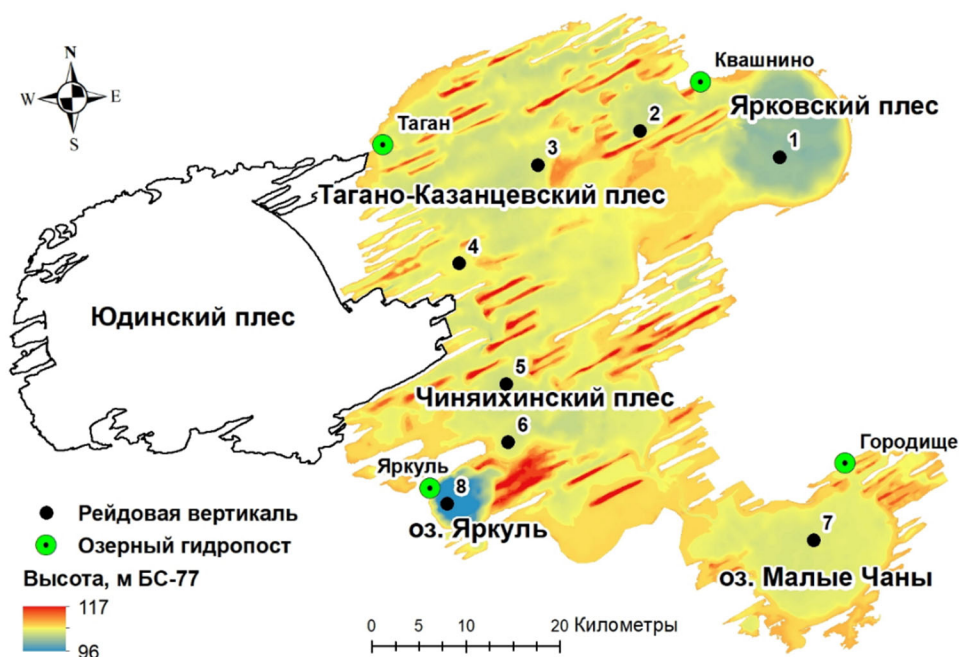 N
W
E
S
Квашнино
Ярковский плес
Таган
2
1
3
Тагано-Казанцевский плес
4
Юдинский плес
5
Чиняихинский плес
6
Городище
Яркуль
8
оз. Яркуль
7
оз. Малые Чаны
Рейдовая вертикаль
Озерный гидропост
Высота, м БС-77
117
96
0 5 10 20 Километры